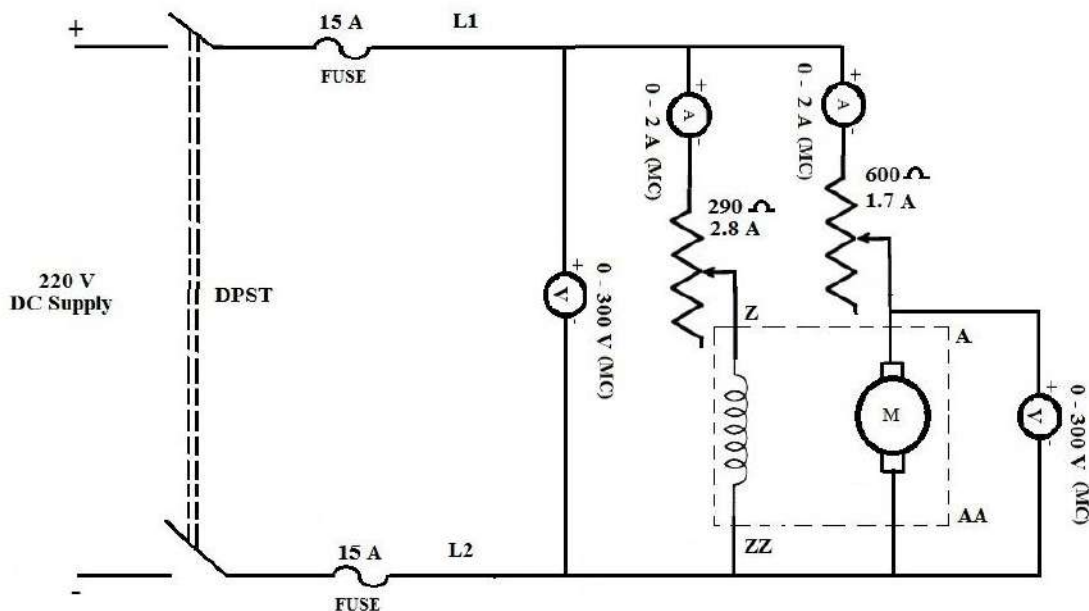 +
15 A
FUSE
L1
+
A
-
0 - 2 A (MC)
+
A
-
0 - 2 A (MC)
290 Ω
2.8 A
600 Ω
1.7 A
220 V
DC Supply
DPST
+
V
-
0 - 300 V (MC)
Z
A
M
+
V
-
0 - 300 V (MC)
AA
ZZ
15 A
FUSE
L2
-